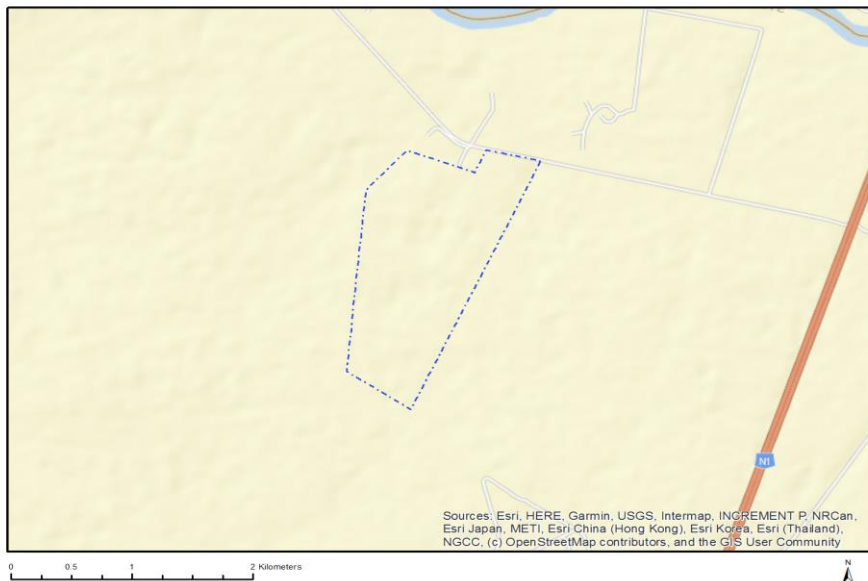 N1
Sources: Esri, HERE, Garmin, USGS, Intermap, INCREMENT P, NRCan,
Esri Japan, METI, Esri China (Hong Kong), Esri Korea, Esri (Thailand),
NGCC, (c) OpenStreetMap contributors, and the GIS User Community
0 0.5 1 2 Kilometers
N